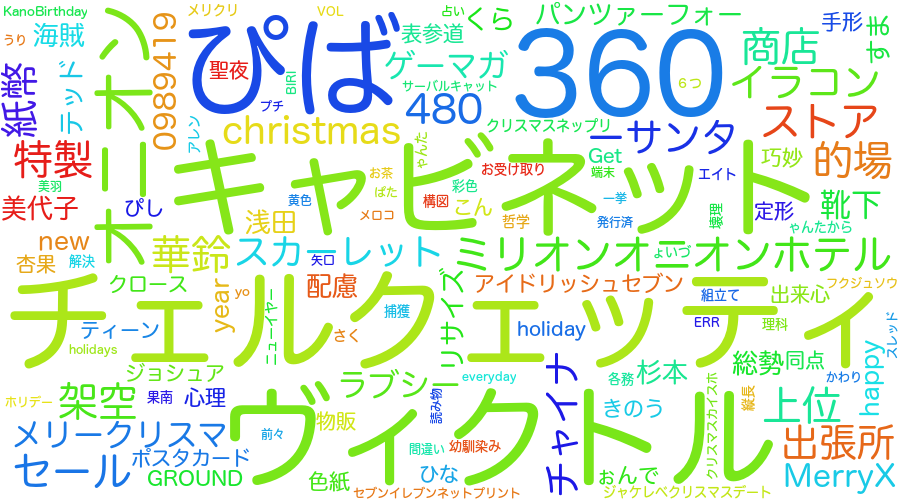 KanoBirthday
メリクリ
VOL
占い
くら
パンツァーフォー
手形
うり
海賊
オニオン
0989419
ぴば
表参道
360
商店
すま
聖夜
BIRI
ゲーマガ
サーバルキャット
6つ
イラコン
紙幣
テッド
プチ
480
アレン
christmas
ゃんた
クリスマスネップリ
ーサンタ
ストア
特製
キャビネット
お茶
お受け取り
Get
端末
巧妙
的場
美羽
ぱた
彩色
一挙
エイト
美代子
ぴし
黄色
メロコ
構図
こん
哲学
発行済
模理
定形
靴下
浅田
ゃんたから
new
華鈴
スカーレット
矢口
ミリオンオニオンホテル
ょいづ
杏果
解決
クロース
year
yo
配慮
リサイズ
アイドリッシュセブン
組立て
出来心
フクジュソウ
チェルクェッティ
ティーン
ニューイヤー
捕獲
さく
holiday
ERR
理科
スレッド
holidays
ジョシュア
総勢
同点
happy
架空
果南
心理
ラブシ
everyday
チャイナ
各務
杉本
クリスマスカイスホ
縦長
かわり
ホリデー
ヴィクトル
物販
読み物
きのう
上位
メリークリスマ
前々
間違い
幼馴染み
出張所
セール
ポスタカード
GROUND
色紙
ひな
ぉんで
MerryX
セブンイレブンネットプリント
ジャケレベクリスマスデート